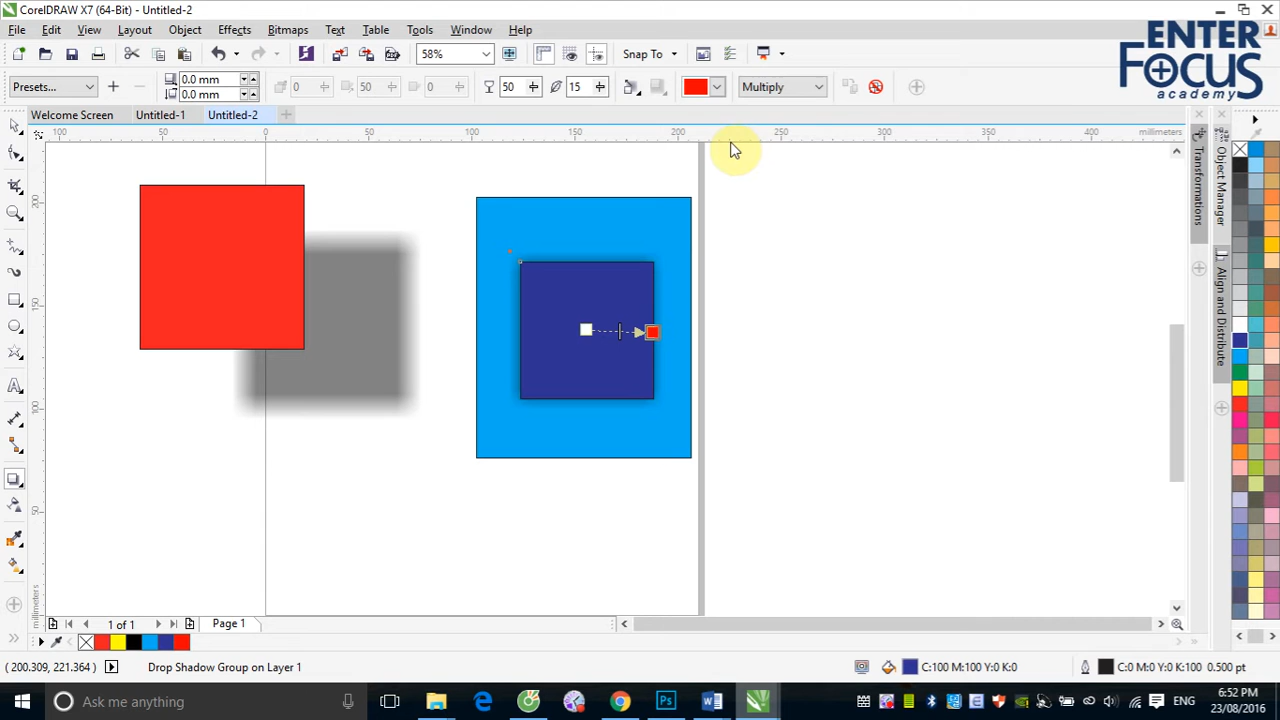 CorelDRAW X7 (64-Bit) - Untitled-2
File Edit View Layout Object Effects Bitmaps Text Table Tools Window Help
ENTER
FOCUS
academy
58% Snap To
Presets... 0.0 mm 0 50 0 50 15 Multiply
0.0 mm
Welcome Screen Untitled-1 Untitled-2
100 50 0 50 100 150 200 250 300 350 400 millimeters
Transformations
Object Manager
Align and Distribute
200
150
100
50
millimeters
1 of 1 Page 1
(200.309, 221.364) Drop Shadow Group on Layer 1 C:100 M:100 Y:0 K:0 C:0 M:0 Y:0 K:100 0.500 pt
Ask me anything ENG 6:52 PM
23/08/2016